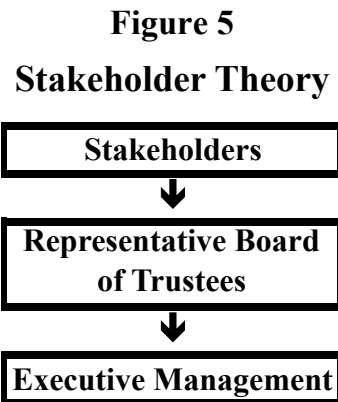 Figure 5
Stakeholder Theory
Stakeholders
Representative Board
of Trustees
Executive Management